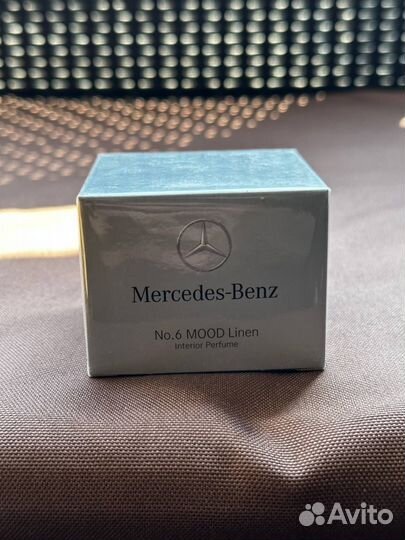 Mercedes-Benz
No.6 MOOD Linen
Interior Perfume
Avito